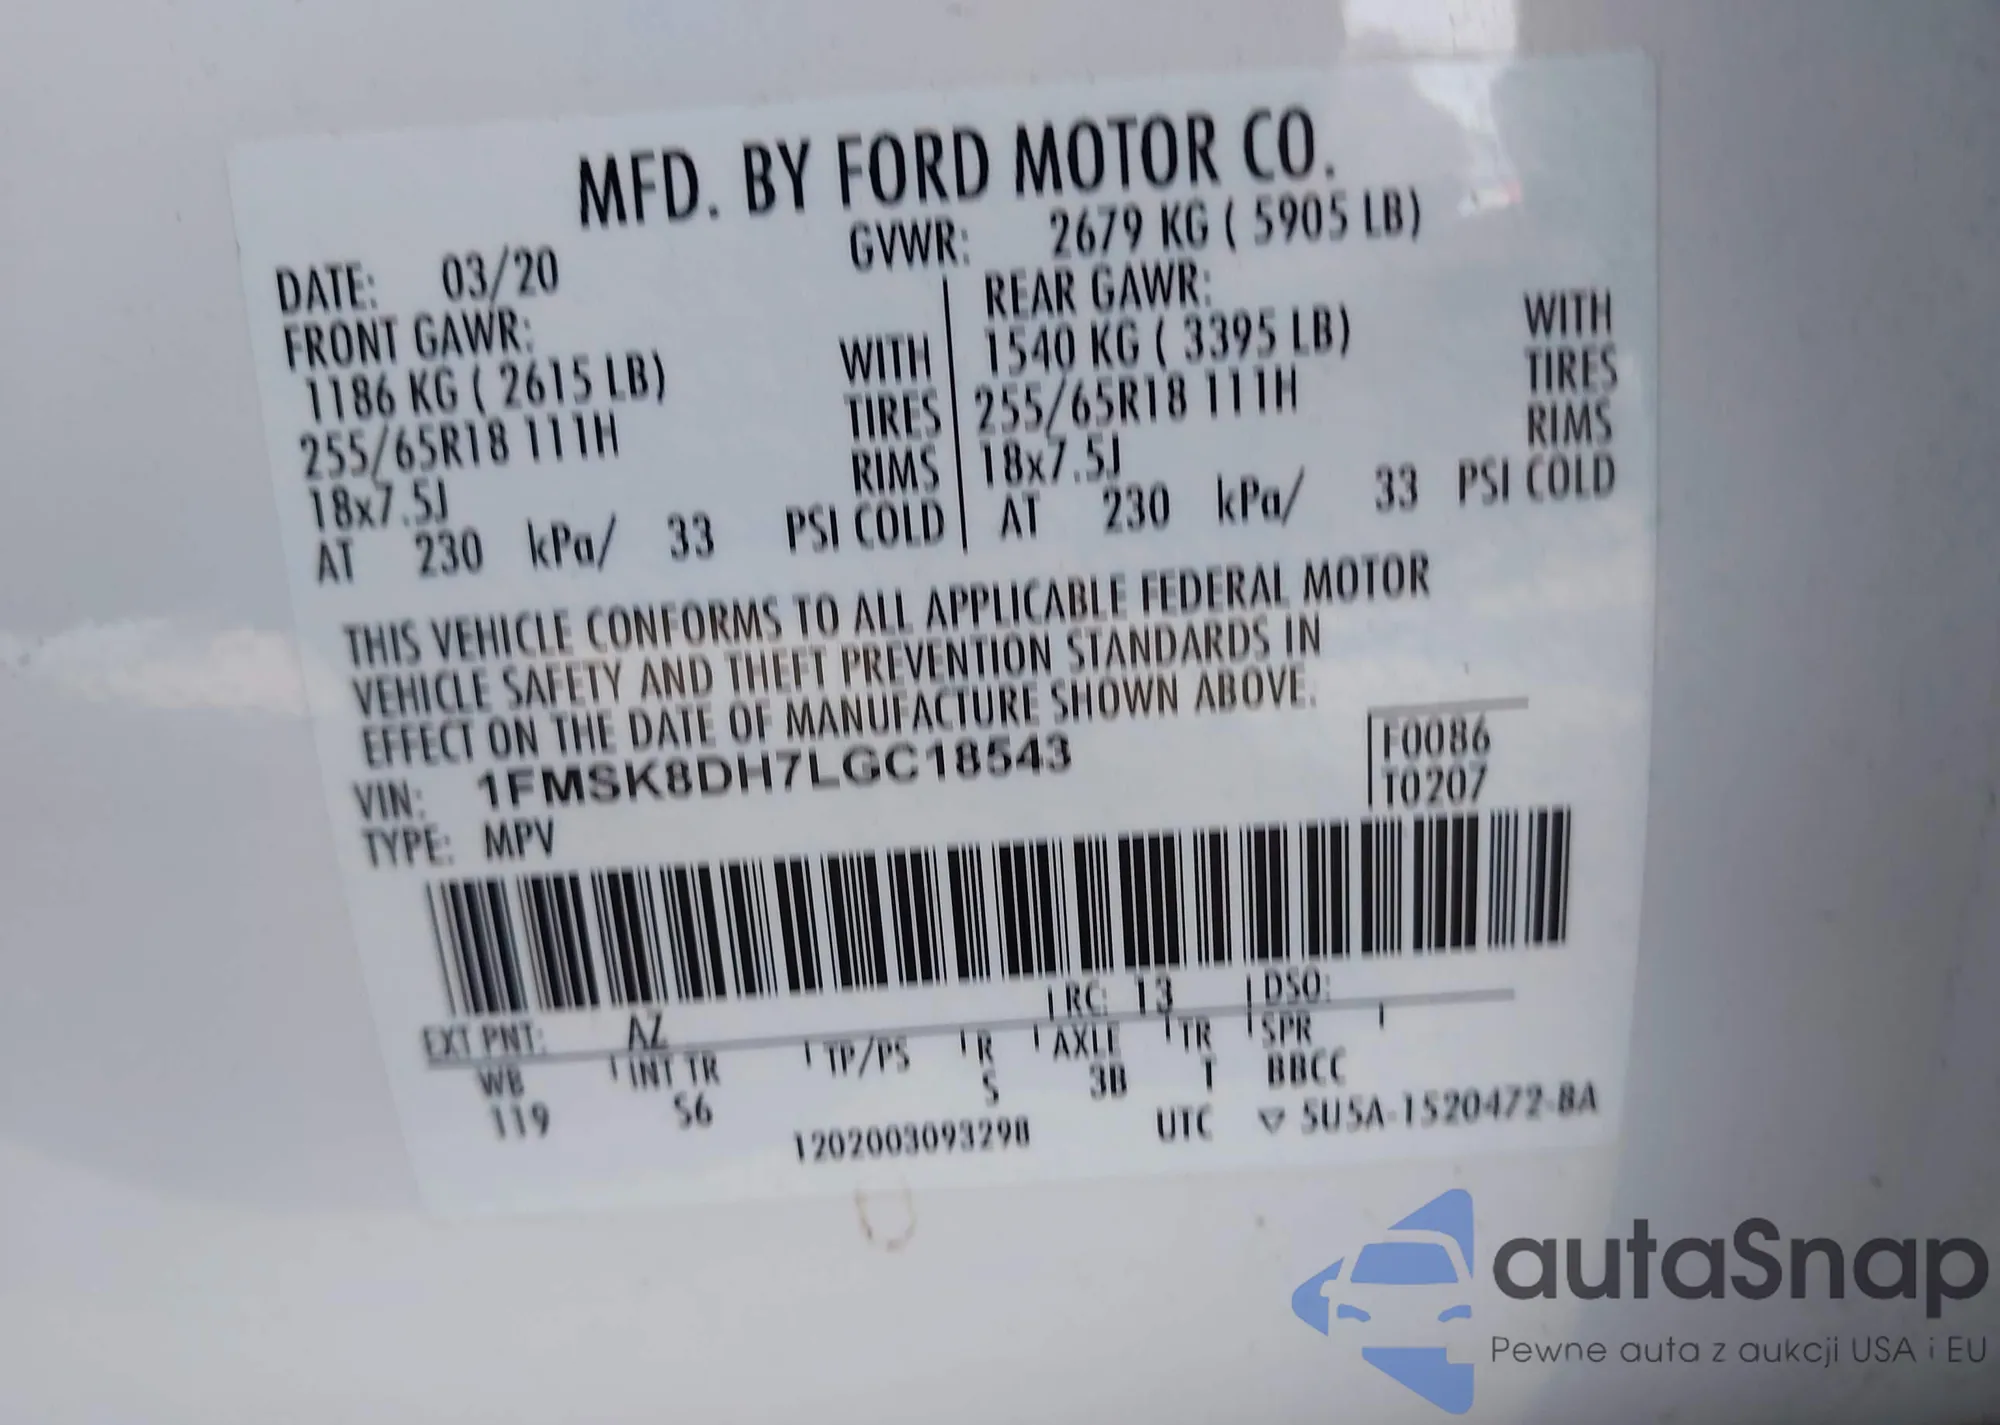 MFD. BY FORD MOTOR CO.
DATE: 03/20 GVWR: 2679 KG ( 5905 LB)
FRONT GAWR: REAR GAWR:
1186 KG ( 2615 LB) WITH 1540 KG ( 3395 LB) WITH
255/65R18 111H TIRES 255/65R18 111H TIRES
18x7.5J RIMS 18x7.5J RIMS
AT 230 kPa/ 33 PSI COLD AT 230 kPa/ 33 PSI COLD
THIS VEHICLE CONFORMS TO ALL APPLICABLE FEDERAL MOTOR
VEHICLE SAFETY AND THEFT PREVENTION STANDARDS IN
EFFECT ON THE DATE OF MANUFACTURE SHOWN ABOVE.
VIN: 1FMSK8DH7LGC18543 F0086
TYPE: MPV T0207
EXT PNT: AZ RC: 13 DSO:
WB INT TR TP/PS R AXLE TR SPR
119 S6 S 3B T BBCC
1202003093298 UTC ▽ 5U5A-1520472-BA
autaSnap
Pewne auta z aukcji USA i EU